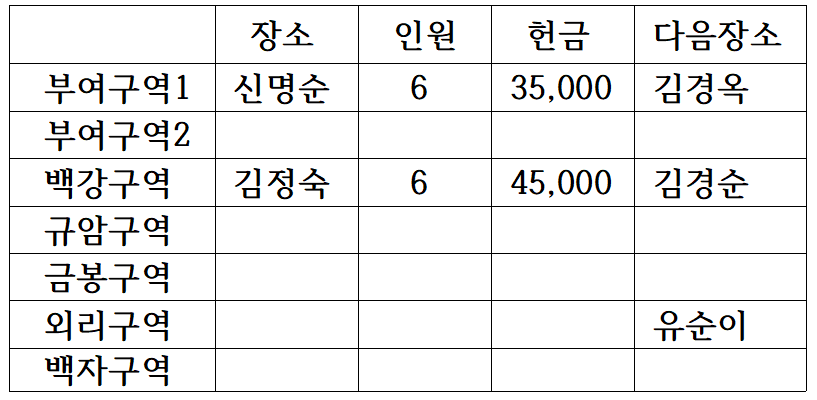 장소 인원 헌금 다음장소
부여구역1 신명순 6 35,000 김경옥
부여구역2
백강구역 김정숙 6 45,000 김경순
규암구역
금봉구역
외리구역 유순이
백자구역